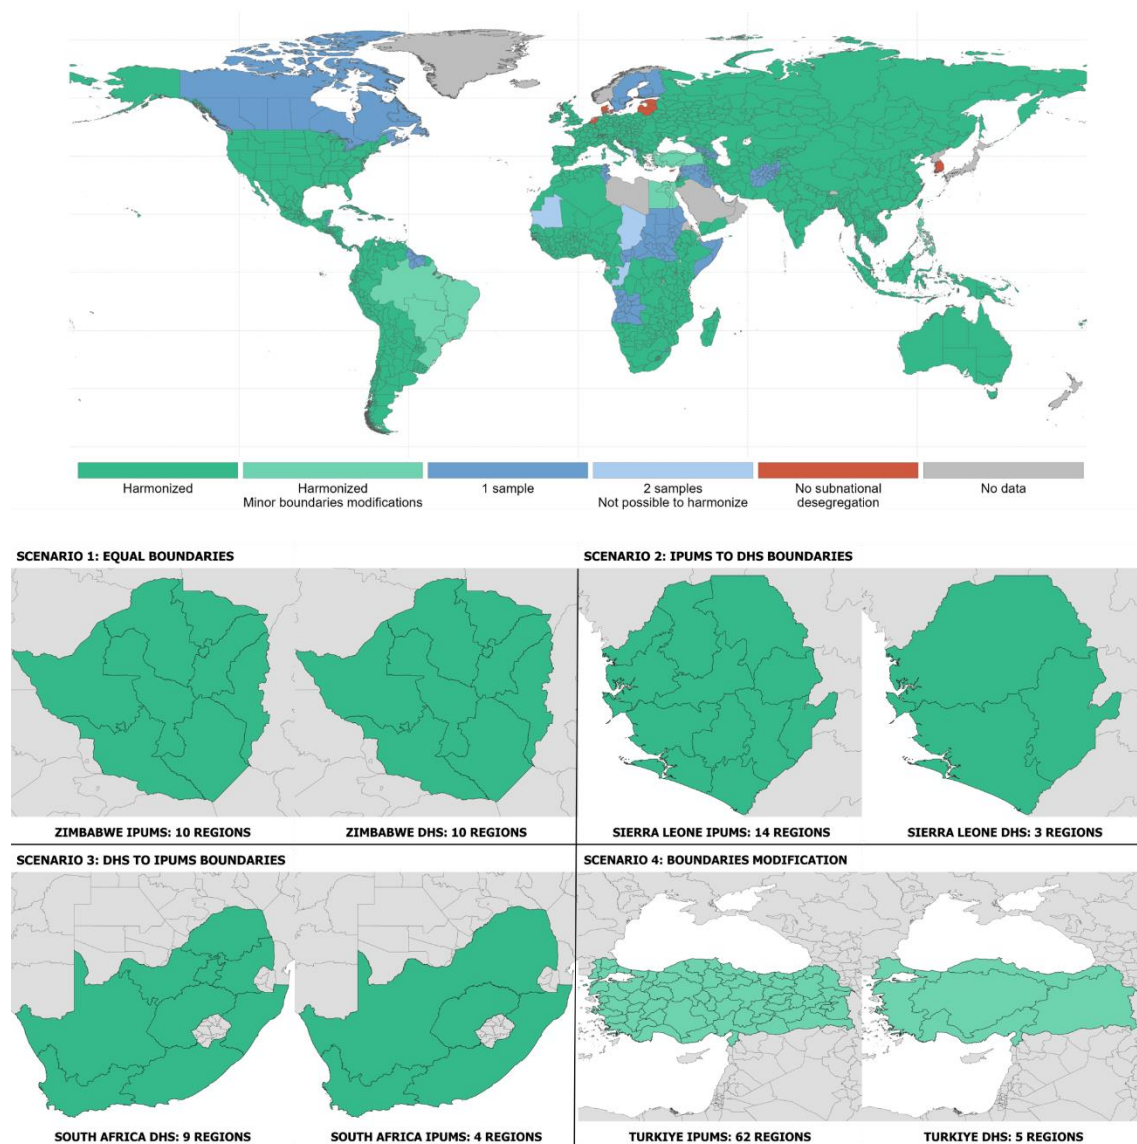 Harmonized
Harmonized
Minor boundaries modifications
1 sample
2 samples
Not possible to harmonize
No subnational
desegregation
No data
SCENARIO 1: EQUAL BOUNDARIES
ZIMBABWE IPUMS: 10 REGIONS
ZIMBABWE DHS: 10 REGIONS
SCENARIO 2: IPUMS TO DHS BOUNDARIES
SIERRA LEONE IPUMS: 14 REGIONS
SIERRA LEONE DHS: 3 REGIONS
SCENARIO 3: DHS TO IPUMS BOUNDARIES
SOUTH AFRICA DHS: 9 REGIONS
SOUTH AFRICA IPUMS: 4 REGIONS
SCENARIO 4: BOUNDARIES MODIFICATION
TURKIYE IPUMS: 62 REGIONS
TURKIYE DHS: 5 REGIONS